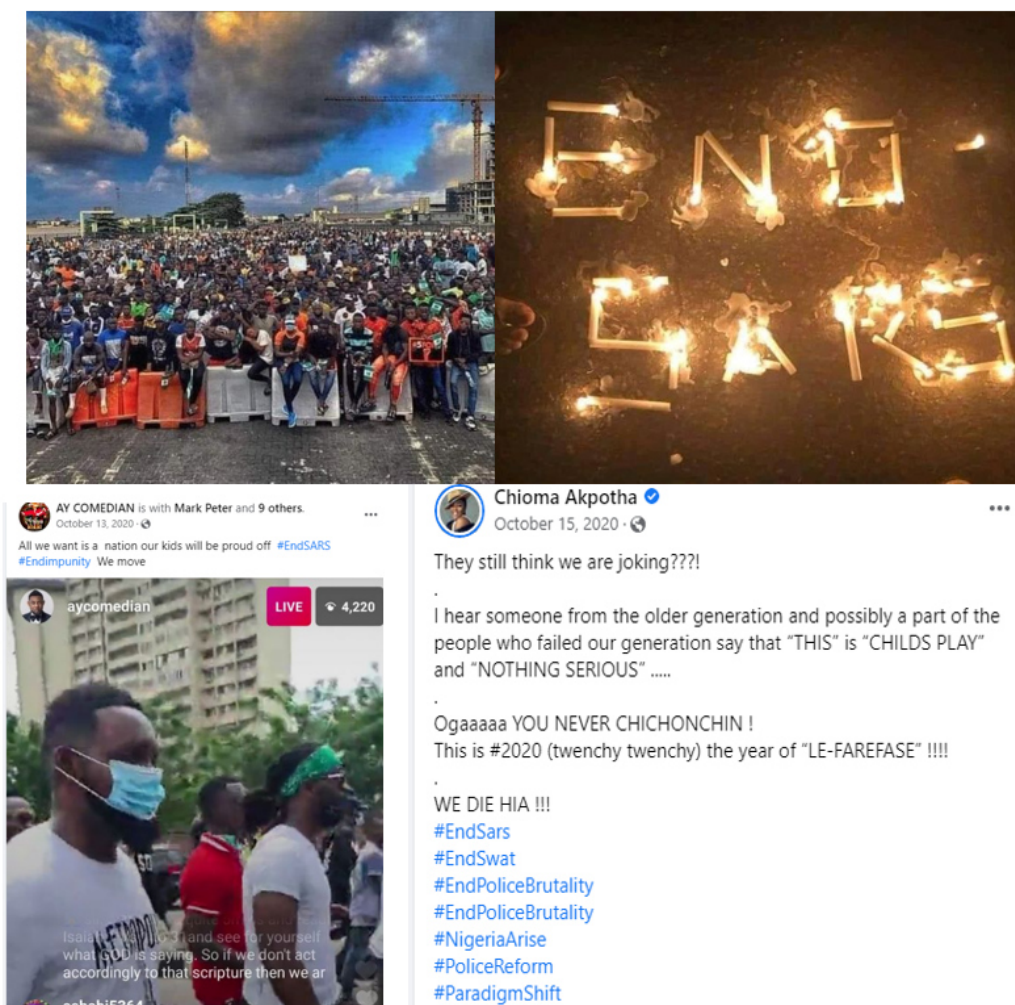 END
SARS
AY COMEDIAN is with Mark Peter and 9 others.
October 13, 2020 ·
All we want is a nation our kids will be proud off #EndSARS
#Endimpunity We move
aycomedian
LIVE
4,220
and see for yourself
what GOD is saying. So if we don't act
accordingly to that scripture then we ar
Chioma Akpotha
October 15, 2020 ·
They still think we are joking???!
.
I hear someone from the older generation and possibly a part of the
people who failed our generation say that “THIS” is “CHILDS PLAY”
and “NOTHING SERIOUS” .....
.
Ogaaaaa YOU NEVER CHICHONCHIN !
This is #2020 (twenchy twenchy) the year of “LE-FAREFASE” !!!!
.
WE DIE HIA !!!
#EndSars
#EndSwat
#EndPoliceBrutality
#EndPoliceBrutality
#NigeriaArise
#PoliceReform
#ParadigmShift